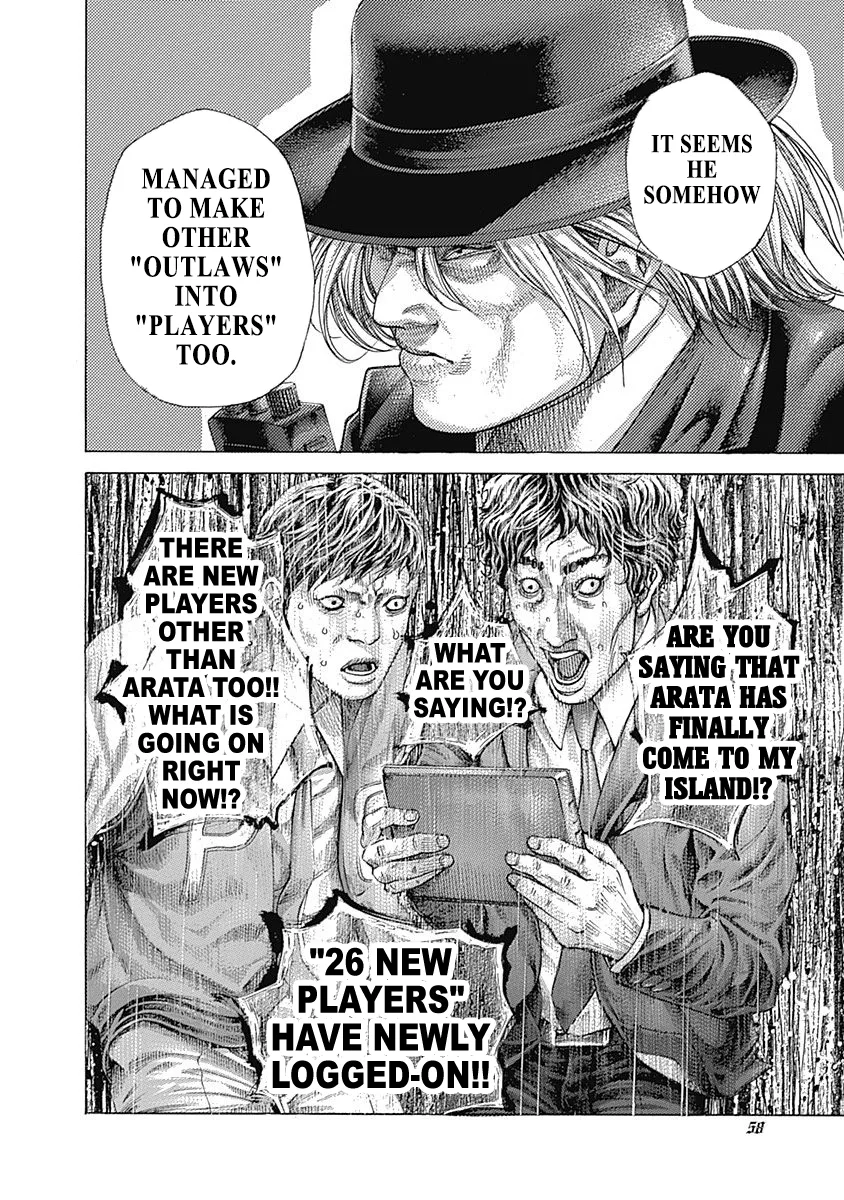 IT SEEMS
HE
SOMEHOW
MANAGED
TO MAKE
OTHER
"OUTLAWS"
INTO
"PLAYERS"
TOO.
ARE YOU
SAYING THAT
ARATA HAS
FINALLY
COME TO MY
ISLAND!?
WHAT
ARE YOU
SAYING!?
THERE
ARE NEW
PLAYERS
OTHER
THAN
ARATA TOO!!
WHAT IS
GOING ON
RIGHT
NOW!?
P
"26 NEW
PLAYERS"
HAVE NEWLY
LOGGED-ON!!
58